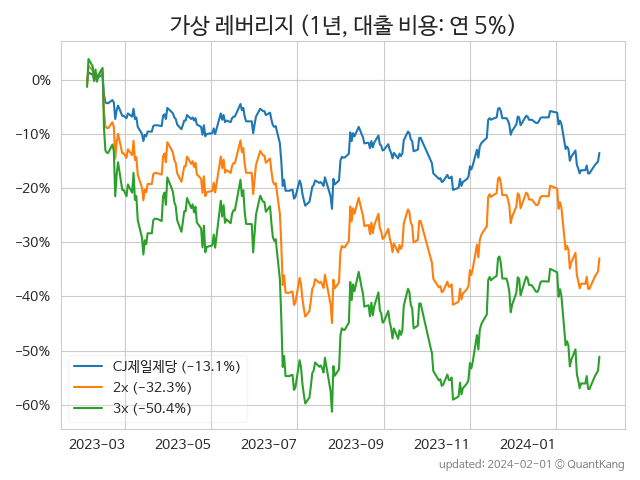 가상 레버리지 (1년, 대출 비용: 연 5%)
0%
−10%
−20%
−30%
−40%
−50%
−60%
CJ제일제당 (−13.1%)
2x (−32.3%)
3x (−50.4%)
2023-03 2023-05 2023-07 2023-09 2023-11 2024-01
updated: 2024-02-01 © QuantKang